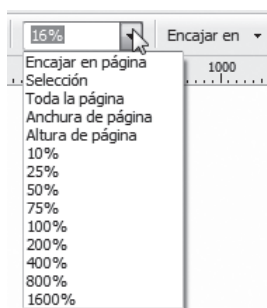 16% Encajar en
1000
Encajar en página
Selección
Toda la página
Anchura de página
Altura de página
10%
25%
50%
75%
100%
200%
400%
800%
1600%